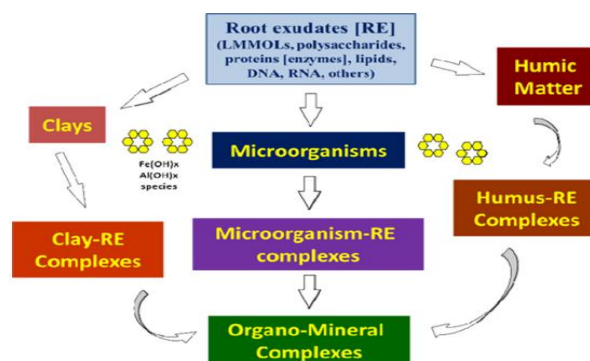 Root exudates [RE]
(LMMOLs, polysaccharides,
proteins [enzymes], lipids,
DNA, RNA, others)
Humic
Matter
Clays
Fe(OH)x
Al(OH)x
species
Microorganisms
Humus-RE
Complexes
Clay-RE
Complexes
Microorganism-RE
complexes
Organo-Mineral
Complexes